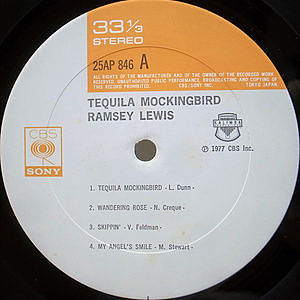 33⅓
STEREO
25AP 846 A
ALL RIGHTS OF THE MANUFACTURER AND OF THE OWNER OF THE RECORDED WORK
RESERVED. UNAUTHORIZED PUBLIC PERFORMANCE, BROADCASTING AND COPYING OF
THIS RECORD PROHIBITED. CBS/SONY INC. TOKYO JAPAN
TEQUILA MOCKINGBIRD
RAMSEY LEWIS
CBS
SONY
KALIMBA
℗ 1977 CBS Inc.
1. TEQUILA MOCKINGBIRD - L. Dunn -
2. WANDERING ROSE - N. Creque -
3. SKIPPIN' - V. Feldman -
4. MY ANGEL'S SMILE - M. Stewart -